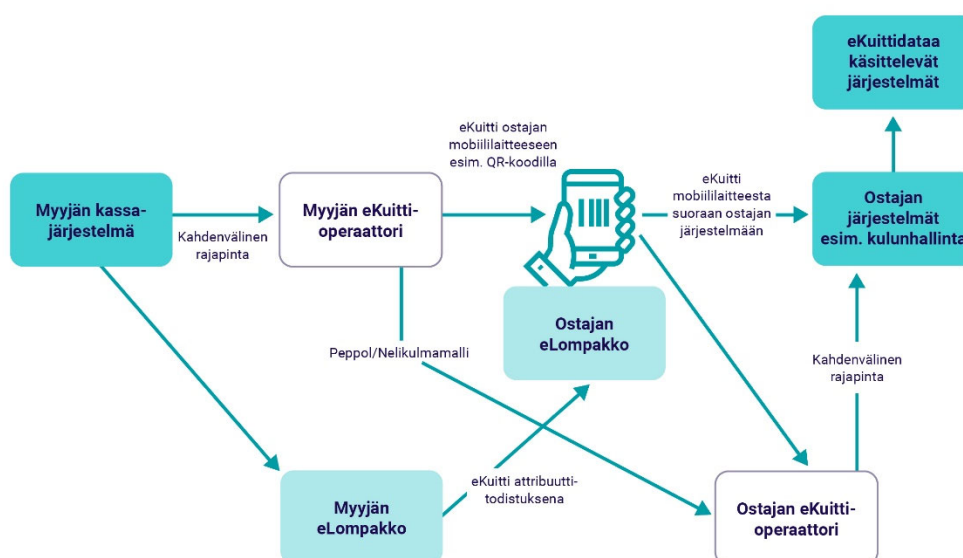 eKuittidataa
käsittelevät
järjestelmät
eKuitti ostajan
mobiililaitteeseen
esim. QR-koodilla
Myyjän kassa-
järjestelmä
Kahdenvälinen
rajapinta
Myyjän eKuitti-
operaattori
eKuitti
mobiililaitteesta
suoraan ostajan
järjestelmään
Ostajan
järjestelmät
esim. kulunhallinta
Ostajan
eLompakko
Peppol/Nelikulmamalli
Kahdenvälinen
rajapinta
Myyjän
eLompakko
eKuitti attribuutti-
todistuksena
Ostajan eKuitti-
operaattori